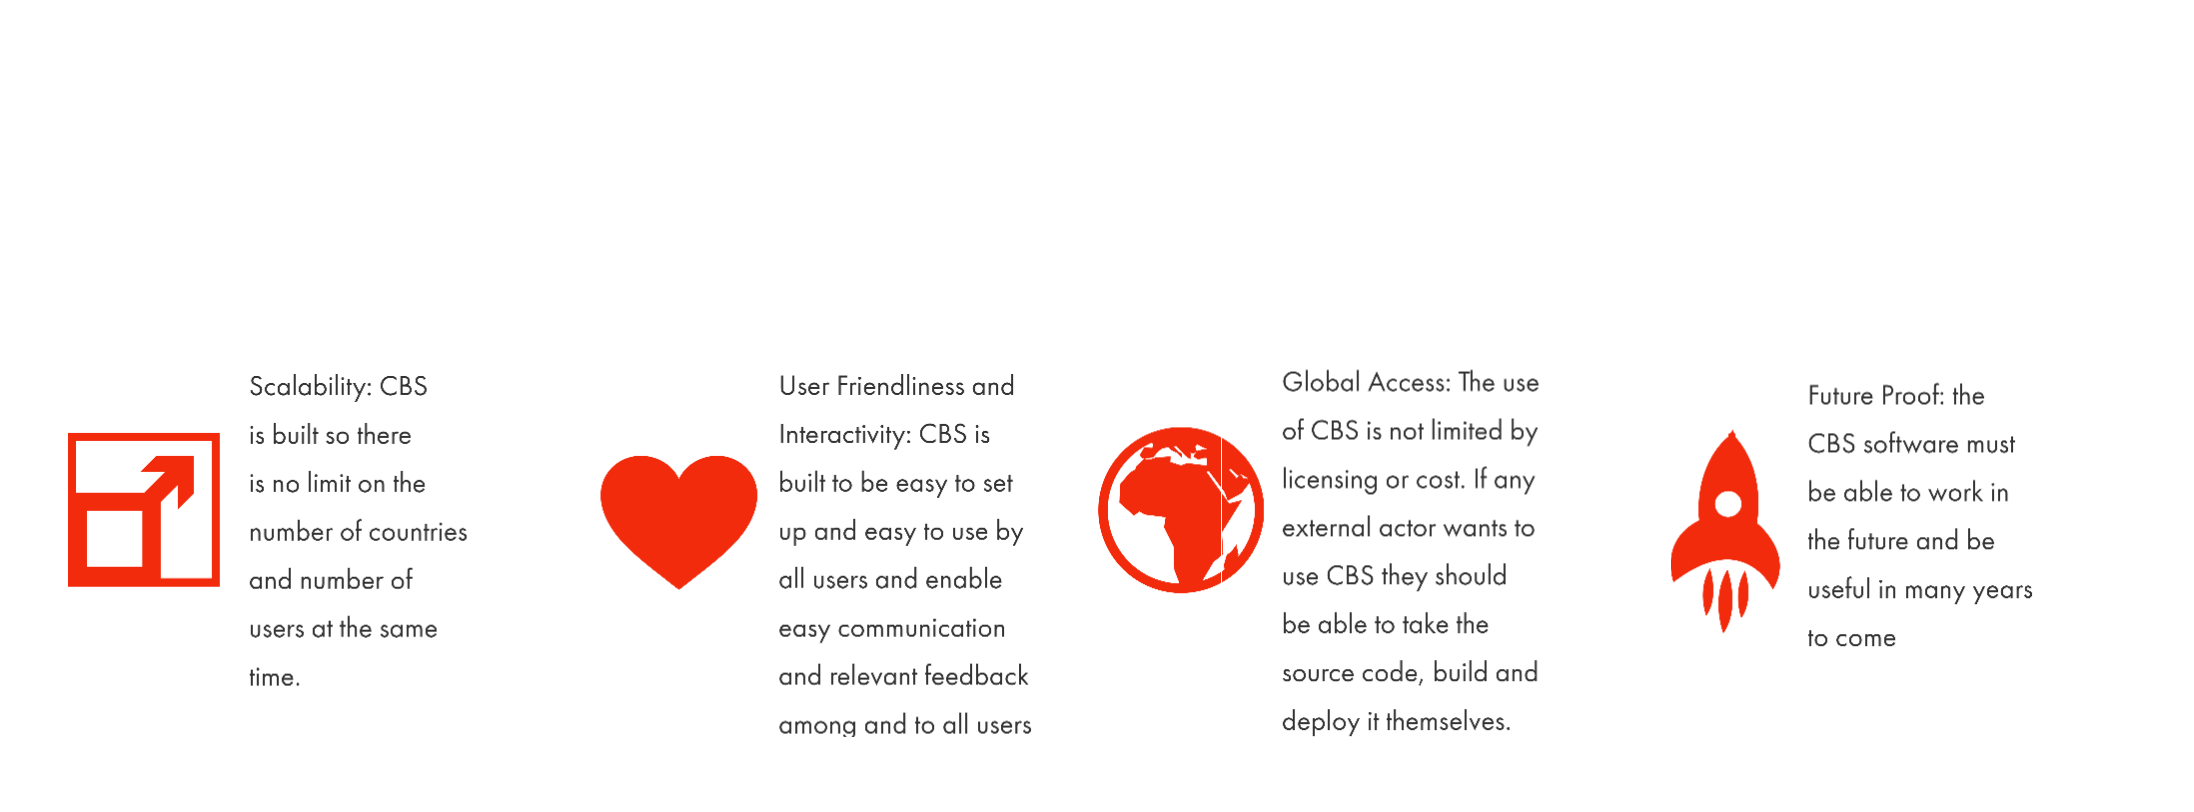 Scalability: CBS
is built so there
is no limit on the
number of countries
and number of
users at the same
time.
User Friendliness and
Interactivity: CBS is
built to be easy to set
up and easy to use by
all users and enable
easy communication
and relevant feedback
among and to all users
Global Access: The use
of CBS is not limited by
licensing or cost. If any
external actor wants to
use CBS they should
be able to take the
source code, build and
deploy it themselves.
Future Proof: the
CBS software must
be able to work in
the future and be
useful in many years
to come